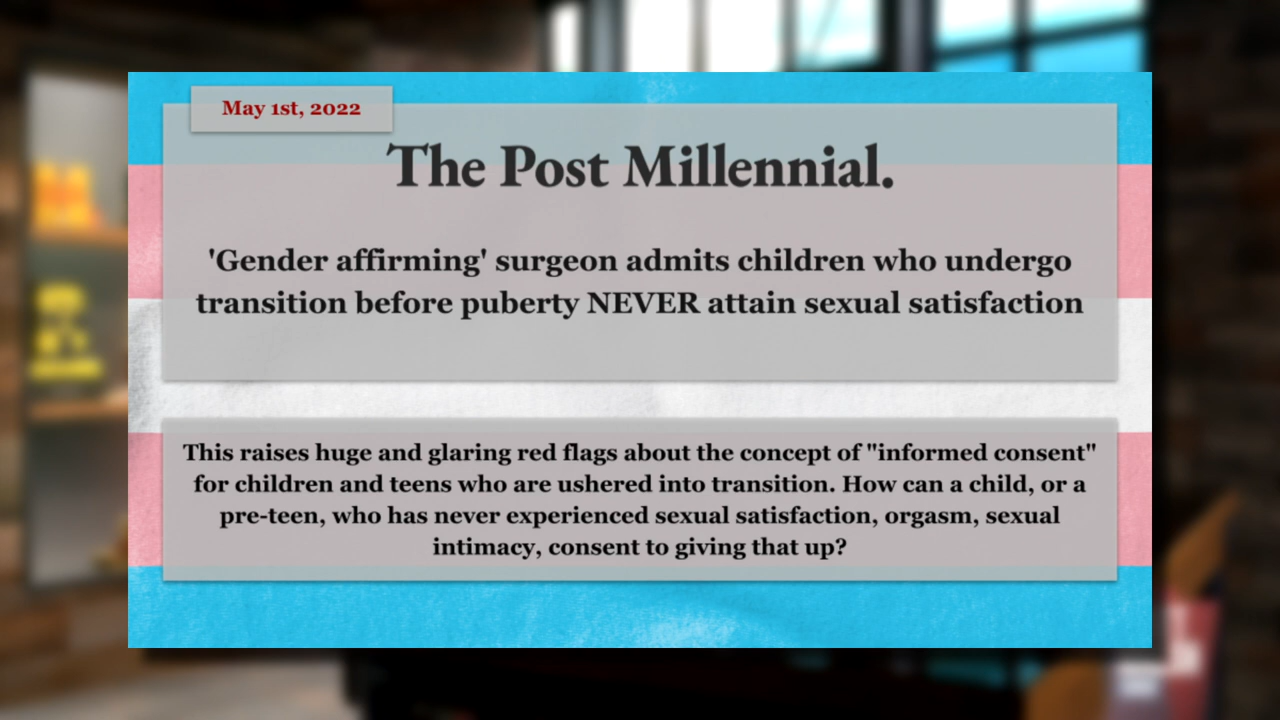 May 1st, 2022
The Post Millennial.
'Gender affirming' surgeon admits children who undergo
transition before puberty NEVER attain sexual satisfaction
This raises huge and glaring red flags about the concept of "informed consent"
for children and teens who are ushered into transition. How can a child, or a
pre-teen, who has never experienced sexual satisfaction, orgasm, sexual
intimacy, consent to giving that up?